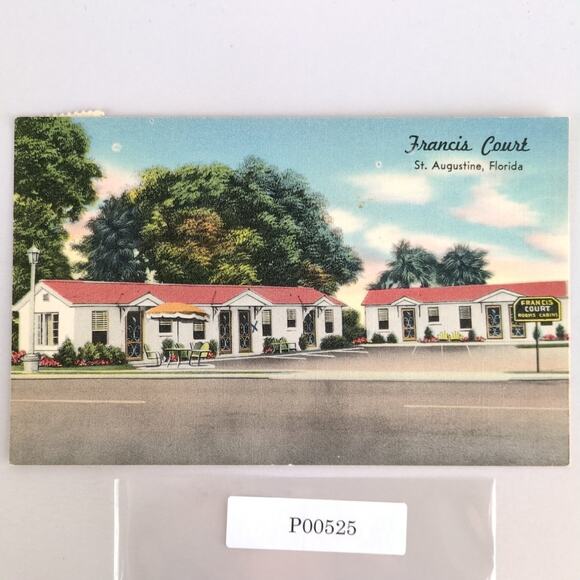 Francis Court
St. Augustine, Florida
FRANCIS
COURT
ROOMS CABINS
P00525